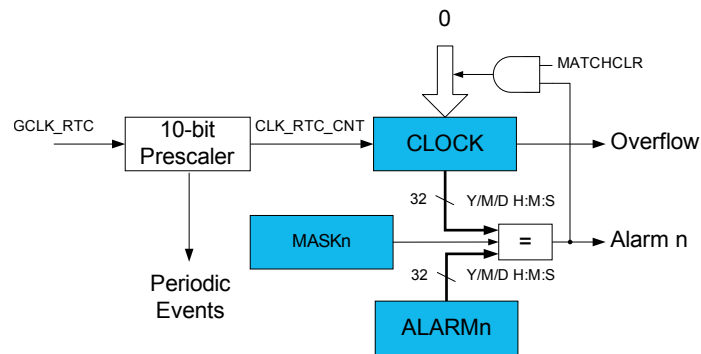 0
MATCHCLR
GCLK_RTC
10-bit
Prescaler
CLK_RTC_CNT
CLOCK
Overflow
32
Y/M/D H:M:S
MASKn
=
Alarm n
32
Y/M/D H:M:S
Periodic
Events
ALARMn